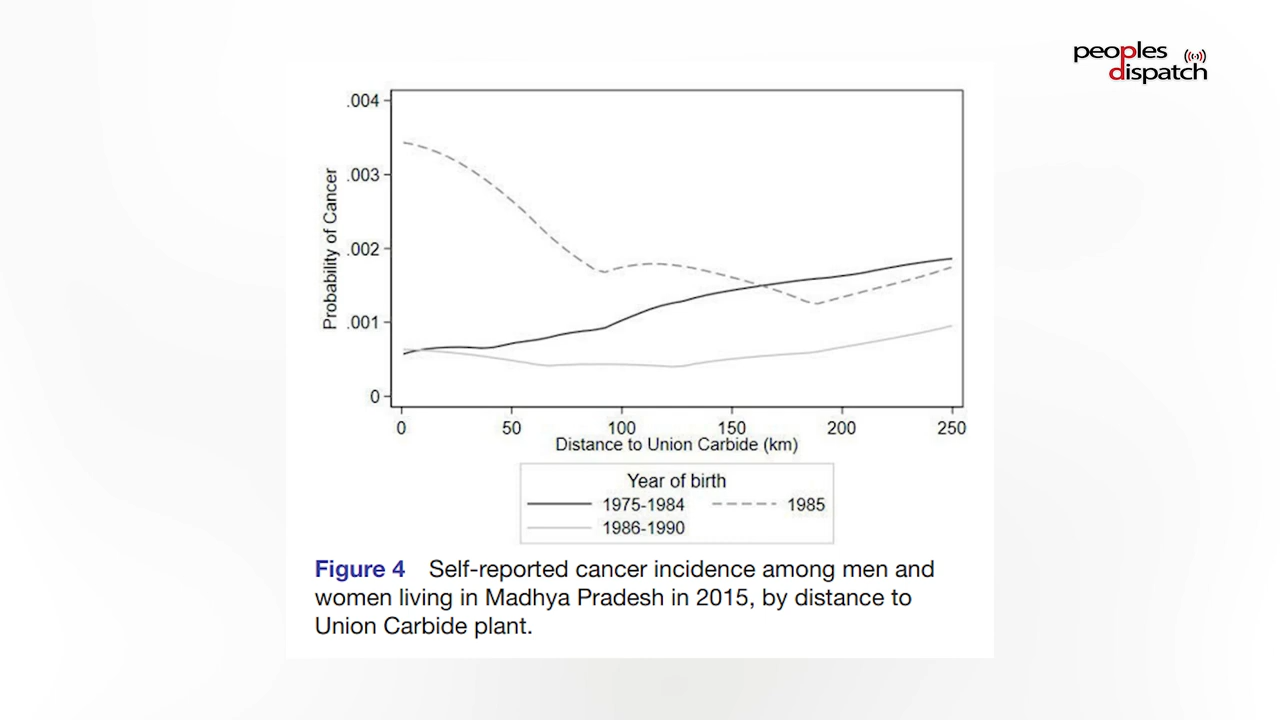 peoples
dispatch
.004
.003
.002
.001
0
Probability of Cancer
0 50 100 150 200 250
Distance to Union Carbide (km)
Year of birth
1975-1984 1985
1986-1990
Figure 4 Self-reported cancer incidence among men and
women living in Madhya Pradesh in 2015, by distance to
Union Carbide plant.